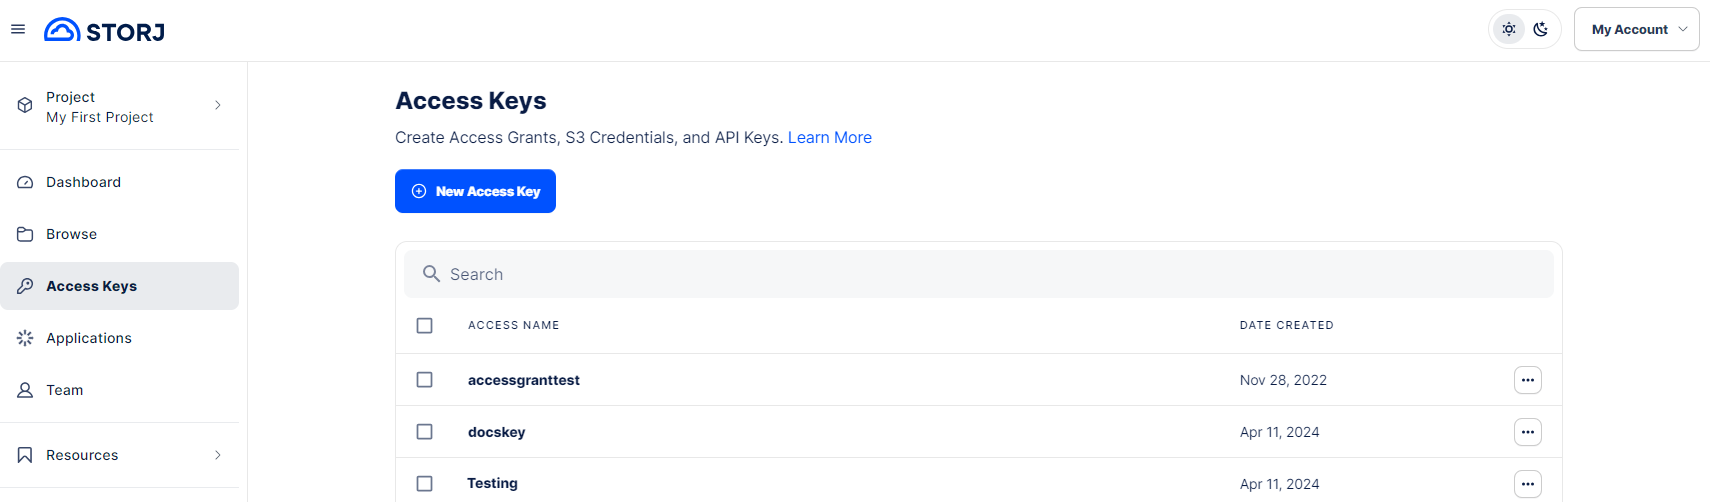 STORJ
My Account
Project
My First Project
Dashboard
Browse
Access Keys
Applications
Team
Resources
Access Keys
Create Access Grants, S3 Credentials, and API Keys. Learn More
New Access Key
Search
ACCESS NAME DATE CREATED
accessgranttest Nov 28, 2022
docskey Apr 11, 2024
Testing Apr 11, 2024